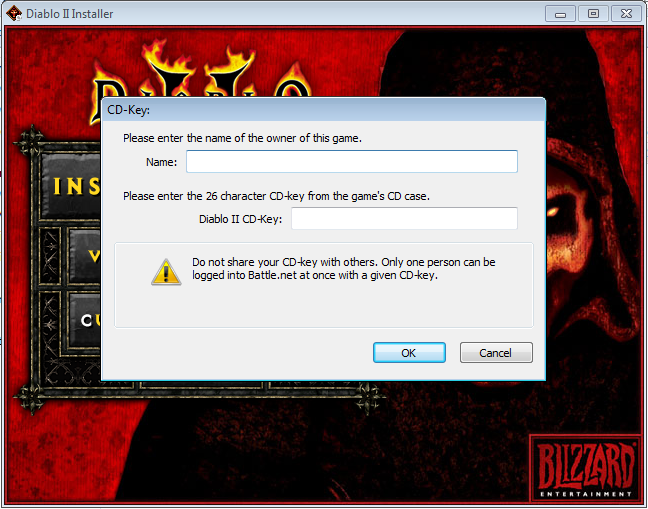 Diablo II Installer
DIABLO
II
CD-Key:
Please enter the name of the owner of this game.
Name:
Please enter the 26 character CD-key from the game's CD case.
Diablo II CD-Key:
Do not share your CD-key with others. Only one person can be
logged into Battle.net at once with a given CD-key.
OK
Cancel
INS
V
CU
BLIZZARD
ENTERTAINMENT